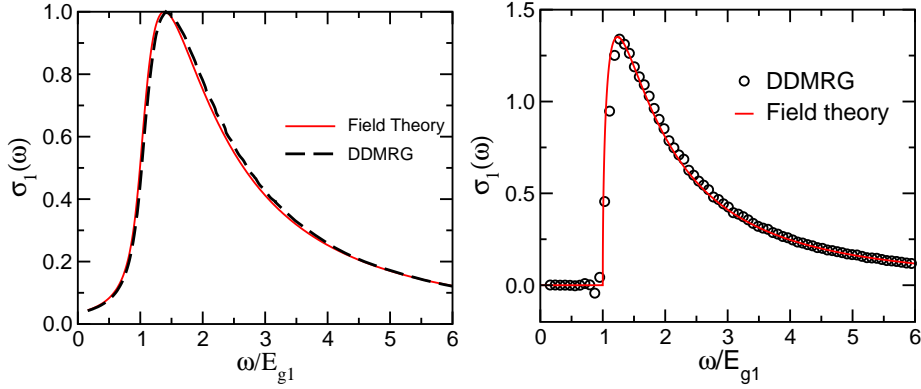 1.0
0.8
0.6
0.4
0.2
0.0
σ₁(ω)
Field Theory
DDMRG
0 1 2 3 4 5 6
ω/E_g1
1.5
1.0
0.5
0.0
σ₁(ω)
DDMRG
Field theory
0 1 2 3 4 5 6
ω/E_g1